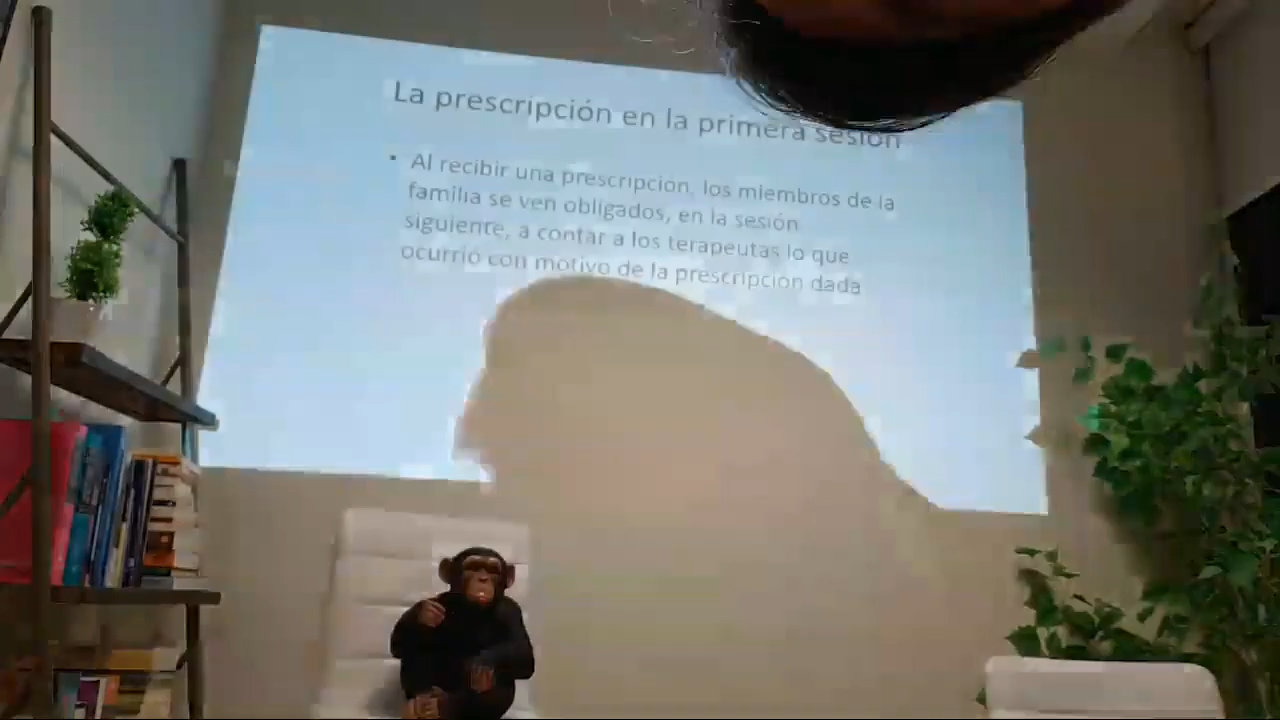 La prescripción en la primera sesión
• Al recibir una prescripción, los miembros de la
familia se ven obligados, en la sesión
siguiente, a contar a los terapeutas lo que
ocurrió con motivo de la prescripción dada